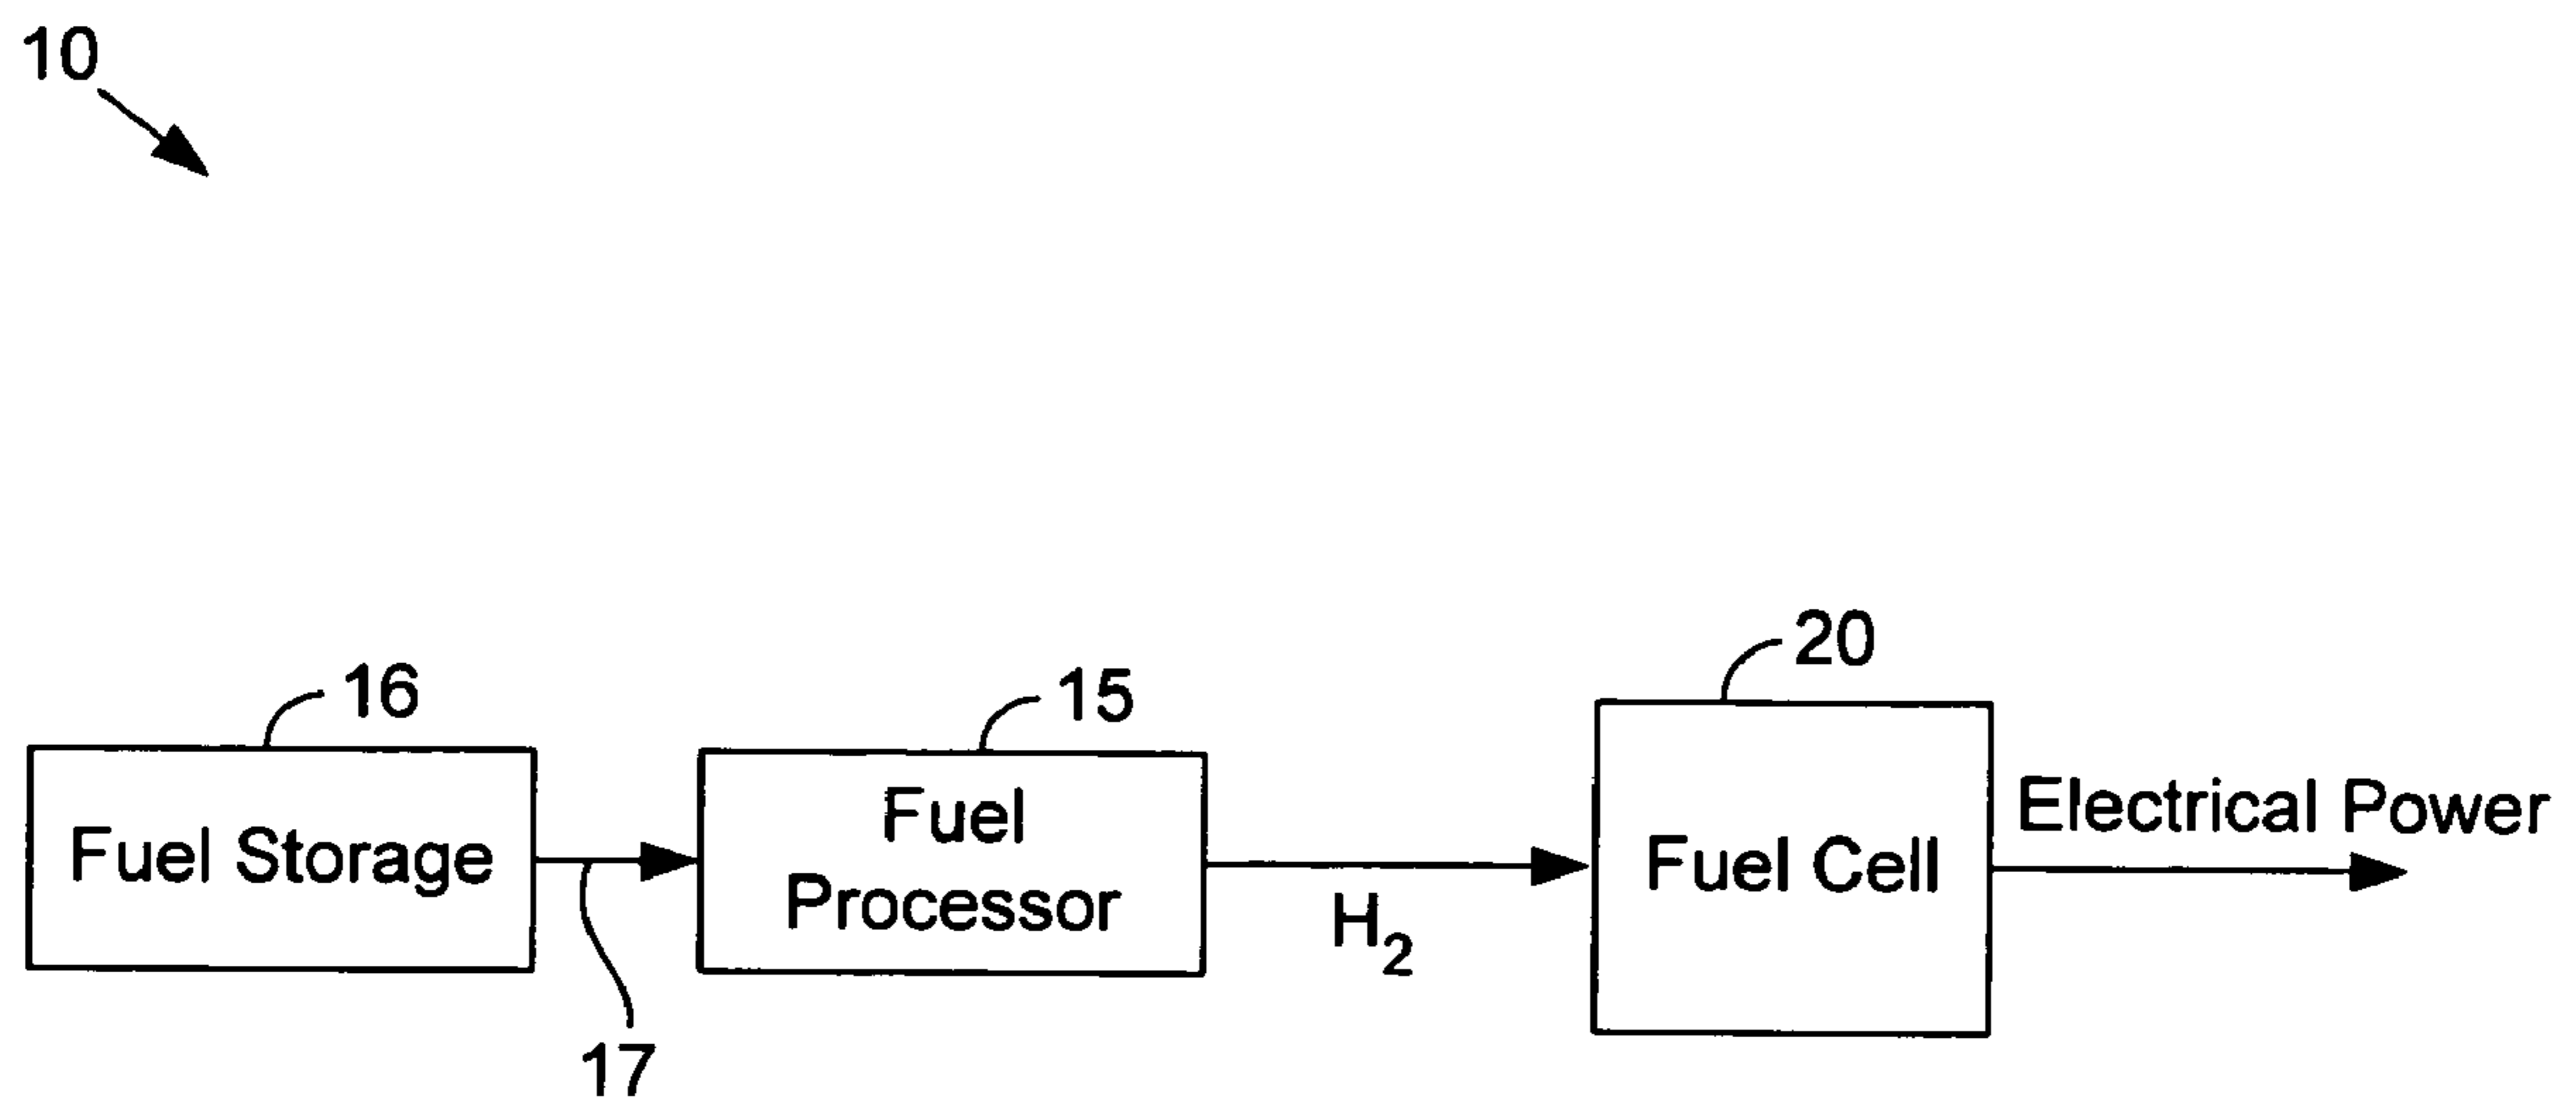 10
20
16
15
Electrical Power
Fuel Storage
Fuel
Processor
Fuel Cell
H₂
17